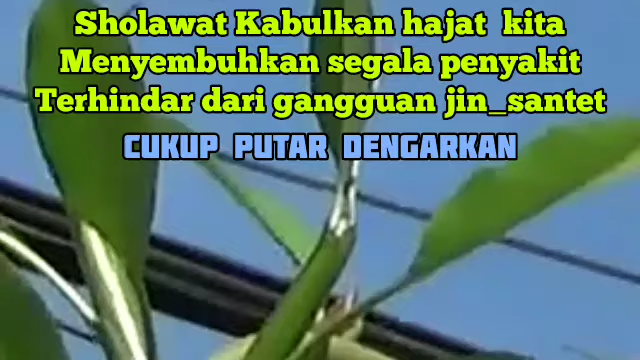 Sholawat Kabulkan hajat kita
Menyembuhkan segala penyakit
Terhindar dari gangguan jin_santet
CUKUP PUTAR DENGARKAN